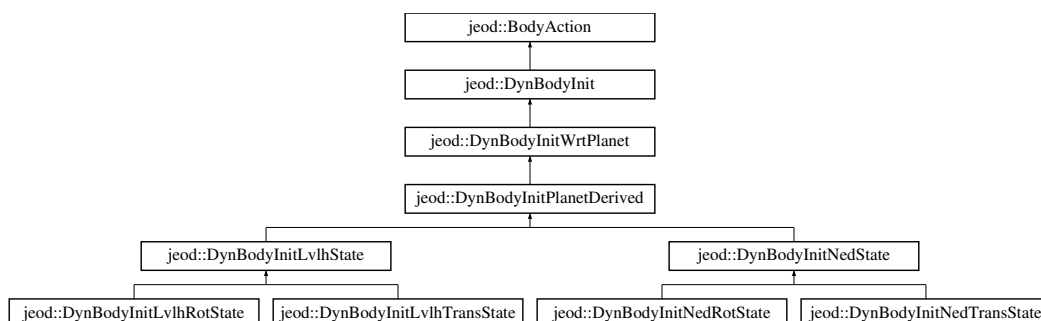 jeod::BodyAction
jeod::DynBodyInit
jeod::DynBodyInitWrtPlanet
jeod::DynBodyInitPlanetDerived
jeod::DynBodyInitLvlhState jeod::DynBodyInitNedState
jeod::DynBodyInitLvlhRotState jeod::DynBodyInitLvlhTransState jeod::DynBodyInitNedRotState jeod::DynBodyInitNedTransState